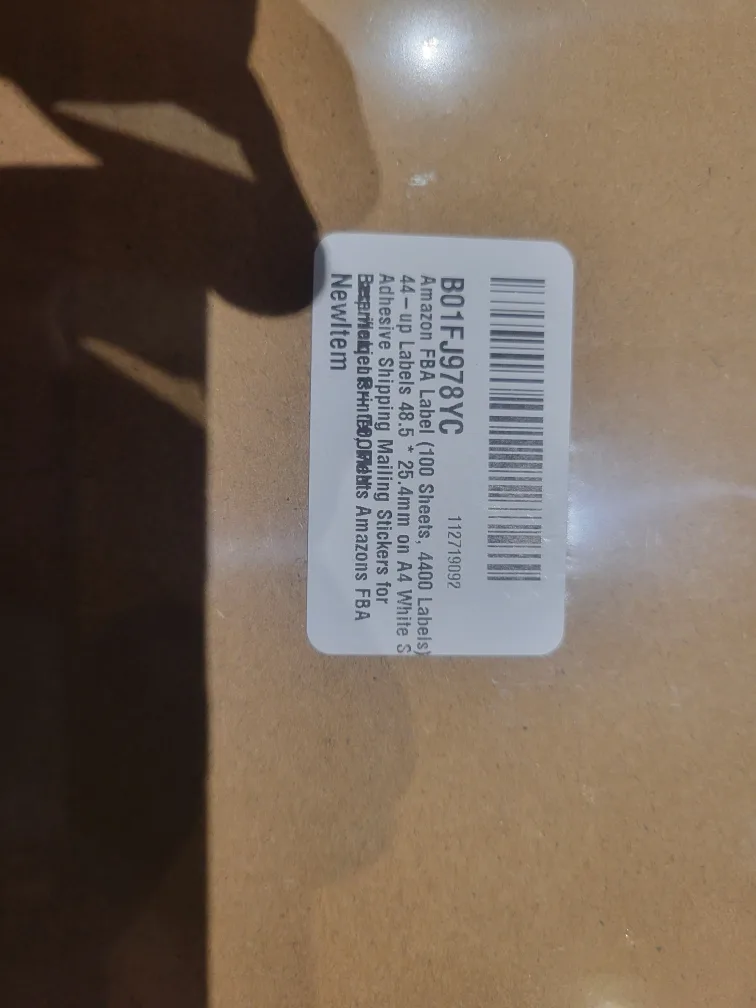 B01FJ978YC
112719092
Amazon FBA Label (100 Sheets, 4400 Labels)
44-up Labels 48.5 * 25.4mm on A4 White S
Adhesive Shipping Mailing Stickers for
Amazons FBA
NewItem